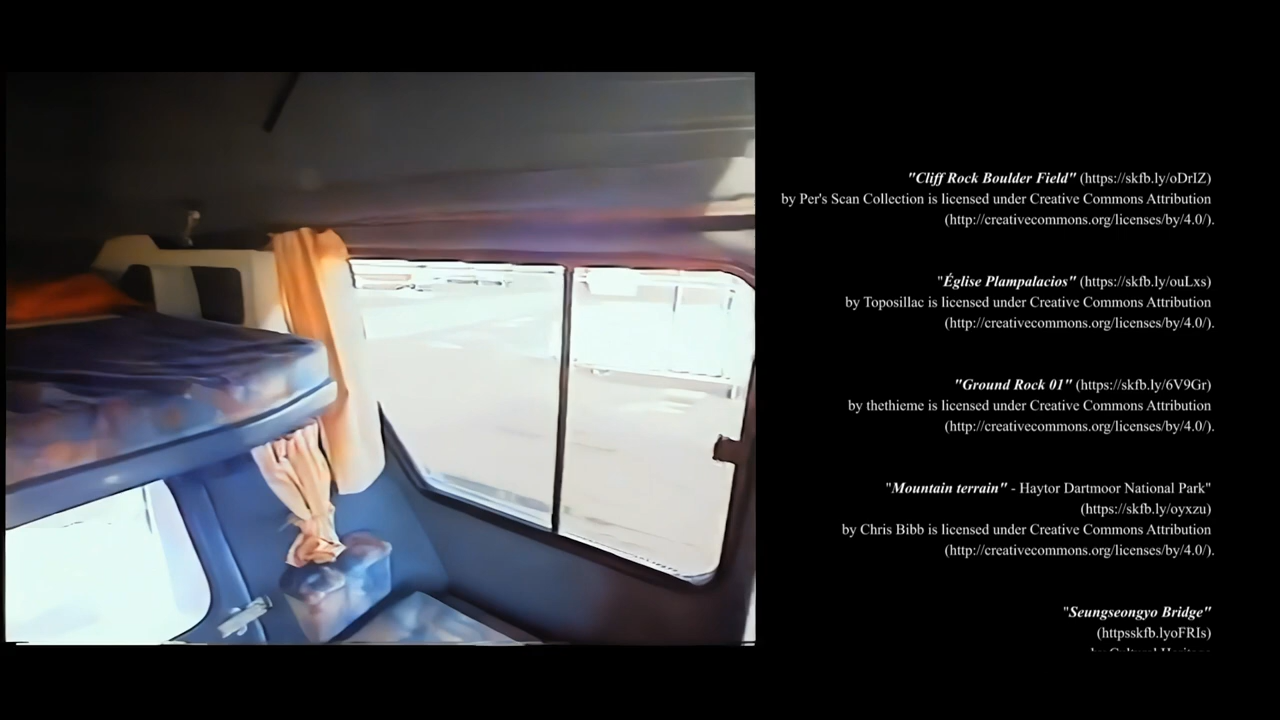 "Cliff Rock Boulder Field" (https://skfb.ly/oDrIZ)
by Per's Scan Collection is licensed under Creative Commons Attribution
(http://creativecommons.org/licenses/by/4.0/).
"Église Plampalacios" (https://skfb.ly/ouLxs)
by Toposillac is licensed under Creative Commons Attribution
(http://creativecommons.org/licenses/by/4.0/).
"Ground Rock 01" (https://skfb.ly/6V9Gr)
by thethieme is licensed under Creative Commons Attribution
(http://creativecommons.org/licenses/by/4.0/).
"Mountain terrain" - Haytor Dartmoor National Park"
(https://skfb.ly/oyxzu)
by Chris Bibb is licensed under Creative Commons Attribution
(http://creativecommons.org/licenses/by/4.0/).
"Seungseongyo Bridge"
(httpsskfb.lyoFRIs)
by Cultural Heritage